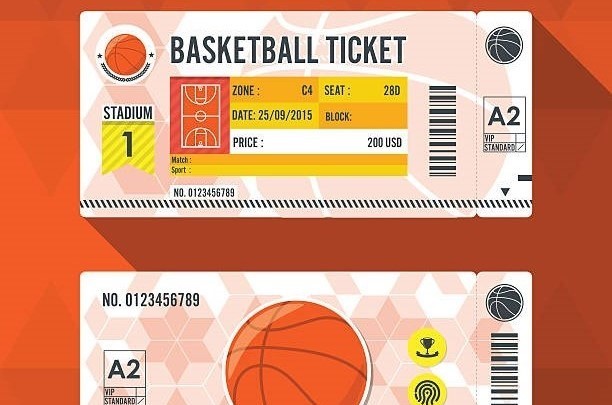 BASKETBALL TICKET
STADIUM
1
ZONE : C4 SEAT : 28D
DATE: 25/09/2015 BLOCK:
PRICE : 200 USD
Match :
Sport :
NO. 0123456789
A2
VIP
STANDARD
NO. 0123456789
A2
VIP
STANDARD